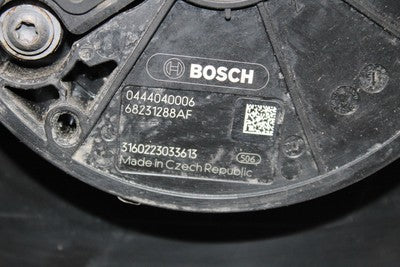 BOSCH
0444040006
68231288AF
3160223033613
S06
Made in Czech Republic